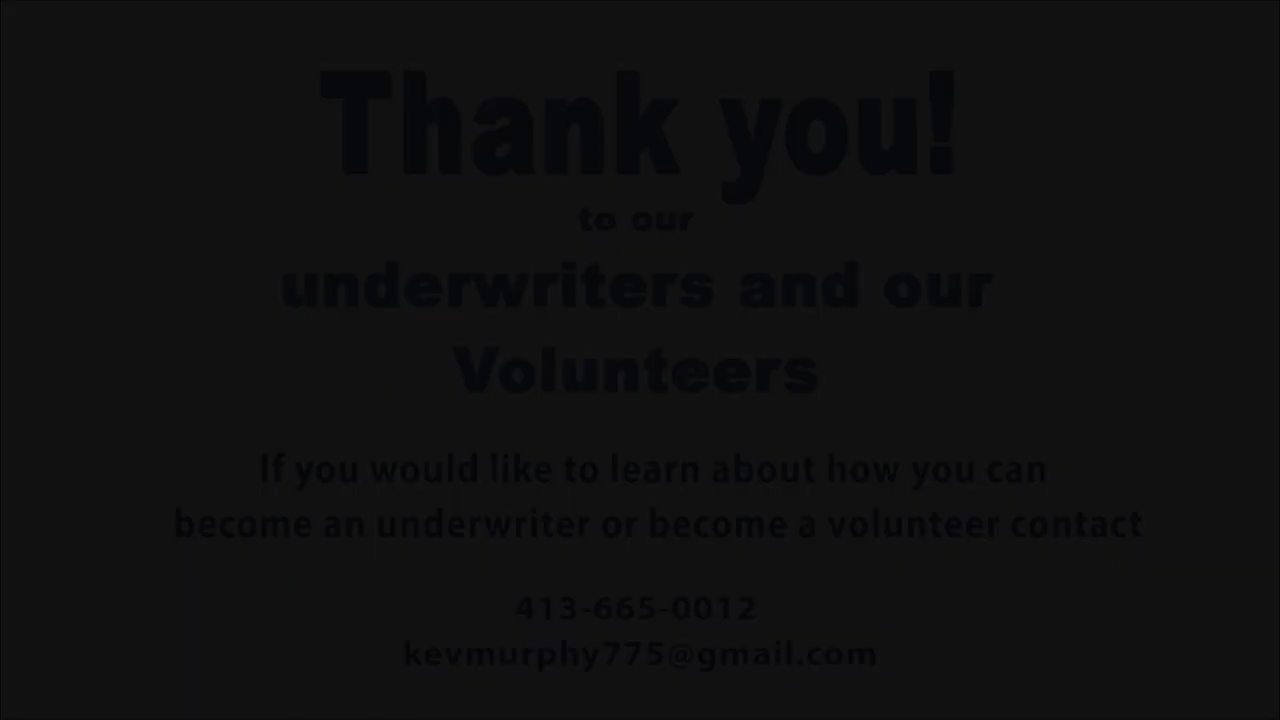 Thank you!
to our
underwriters and our
Volunteers
If you would like to learn about how you can
become an underwriter or become a volunteer contact
413-665-0012
kevmurphy775@gmail.com